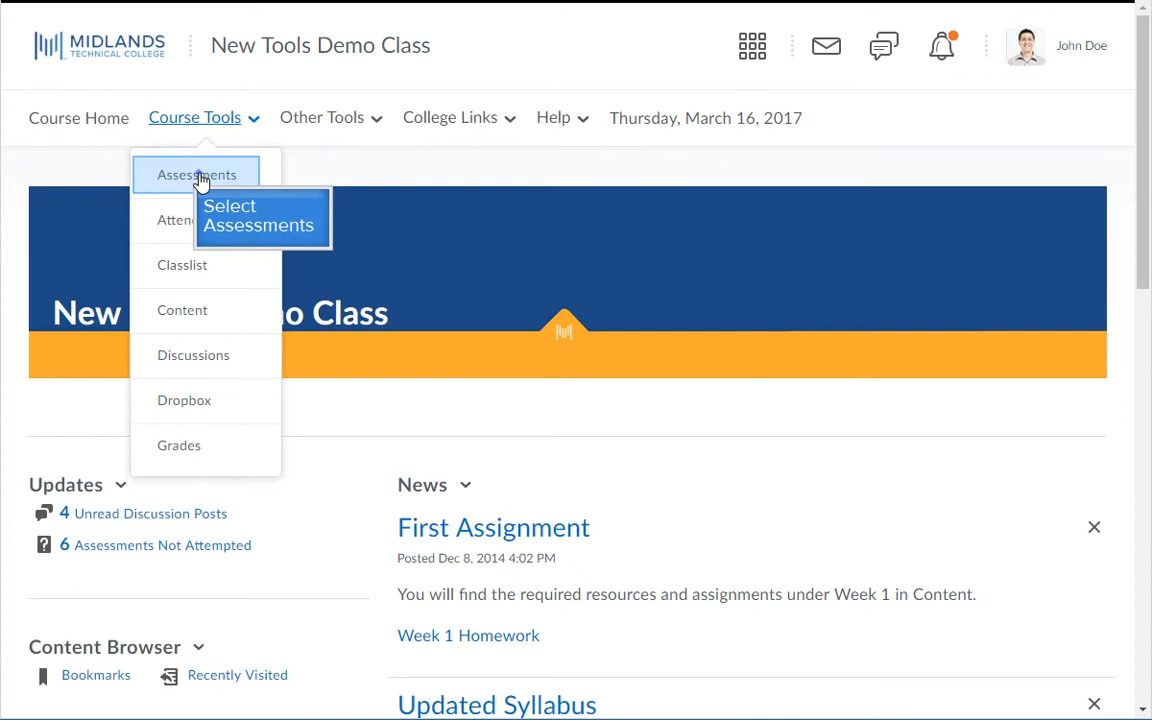 MIDLANDS
TECHNICAL COLLEGE
New Tools Demo Class
John Doe
Course Home
Course Tools
Other Tools
College Links
Help
Thursday, March 16, 2017
Assessments
Select
Assessments
Atten
Classlist
Content
Discussions
Dropbox
Grades
New
o Class
Updates
4 Unread Discussion Posts
6 Assessments Not Attempted
Content Browser
Bookmarks
Recently Visited
News
First Assignment
Posted Dec 8, 2014 4:02 PM
You will find the required resources and assignments under Week 1 in Content.
Week 1 Homework
Updated Syllabus